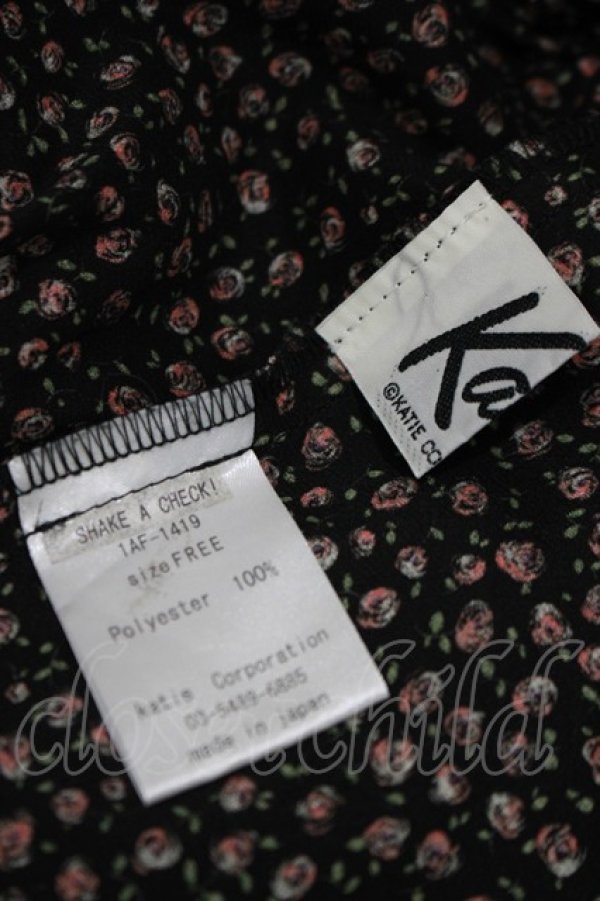 Ka
©KATIE CO
SHAKE A CHECK!
1AF-1419
size FREE
Polyester 100%
Katie Corporation
03-5489-6885
made in japan
closetchild